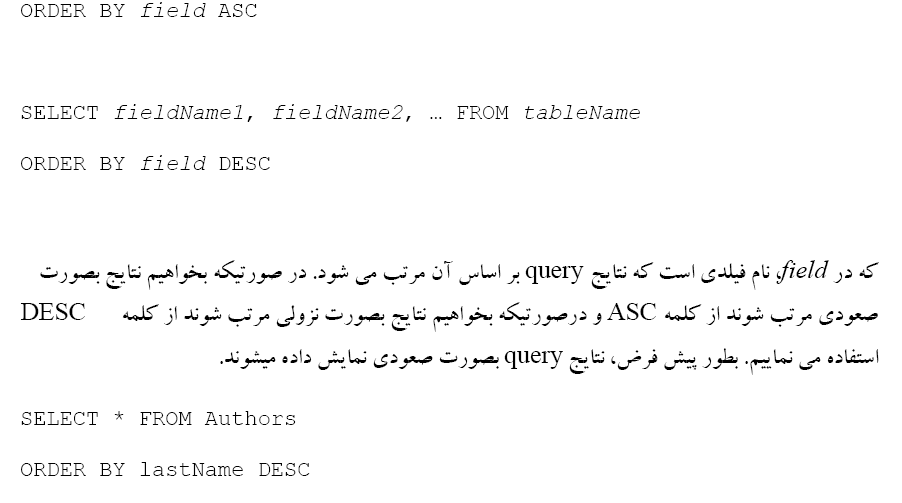 ORDER BY field ASC
SELECT fieldName1, fieldName2, … FROM tableName
ORDER BY field DESC
که در field، نام فیلدی است که نتایج query بر اساس آن مرتب می شود. در صورتیکه بخواهیم نتایج بصورت
صعودی مرتب شوند از کلمه ASC و درصورتیکه بخواهیم نتایج بصورت نزولی مرتب شوند از کلمه DESC
استفاده می نماییم. بطور پیش فرض، نتایج query بصورت صعودی نمایش داده میشوند.
SELECT * FROM Authors
ORDER BY lastName DESC